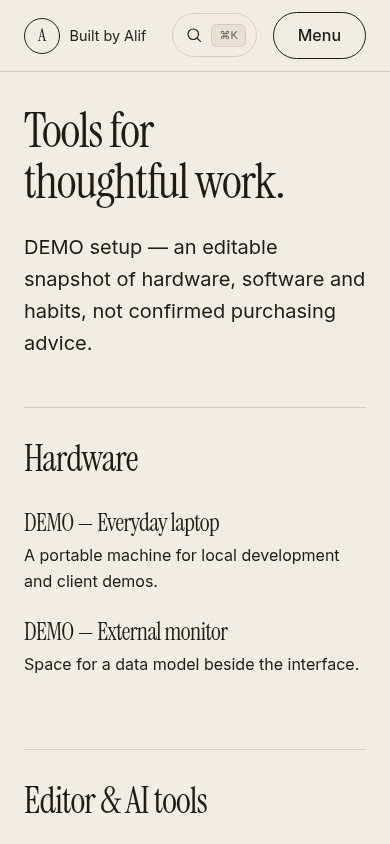 A
Built by Alif
⌘K
Menu
Tools for
thoughtful work.
DEMO setup — an editable
snapshot of hardware, software and
habits, not confirmed purchasing
advice.
Hardware
DEMO — Everyday laptop
A portable machine for local development
and client demos.
DEMO — External monitor
Space for a data model beside the interface.
Editor & AI tools